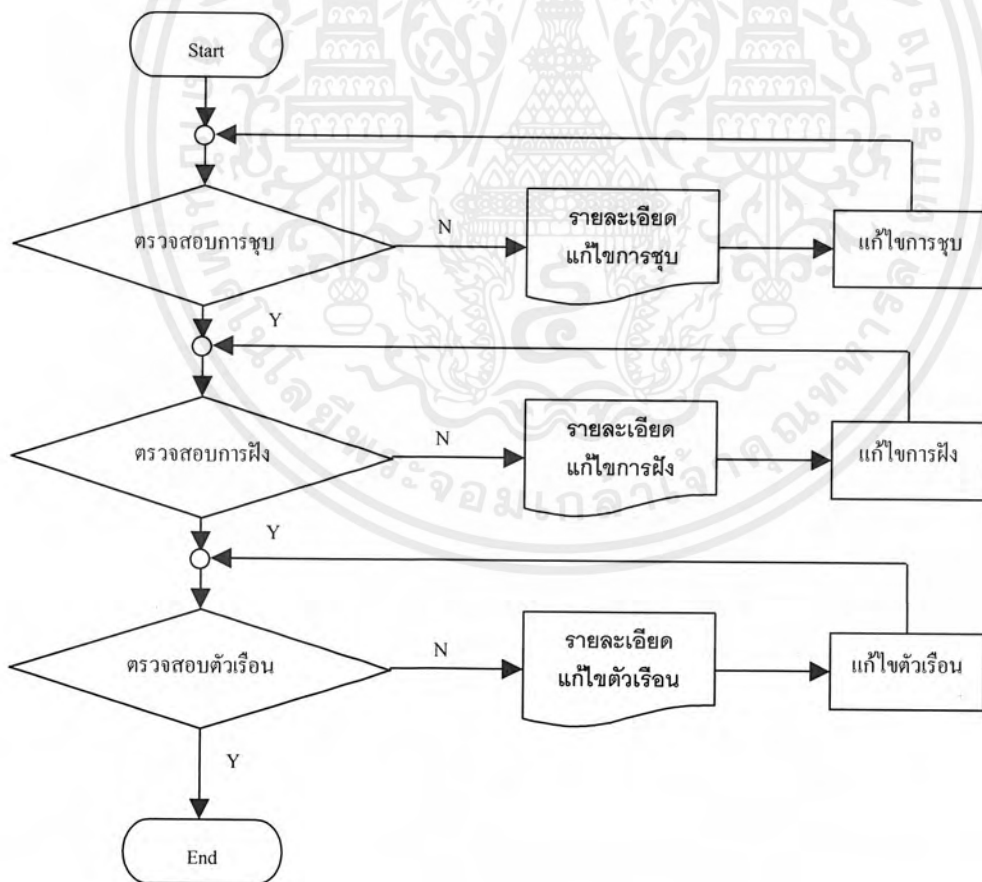 Start
ตรวจสอบการชุบ
N
รายละเอียด
แก้ไขการชุบ
แก้ไขการชุบ
Y
ตรวจสอบการฝัง
N
รายละเอียด
แก้ไขการฝัง
แก้ไขการฝัง
Y
ตรวจสอบตัวเรือน
N
รายละเอียด
แก้ไขตัวเรือน
แก้ไขตัวเรือน
Y
End